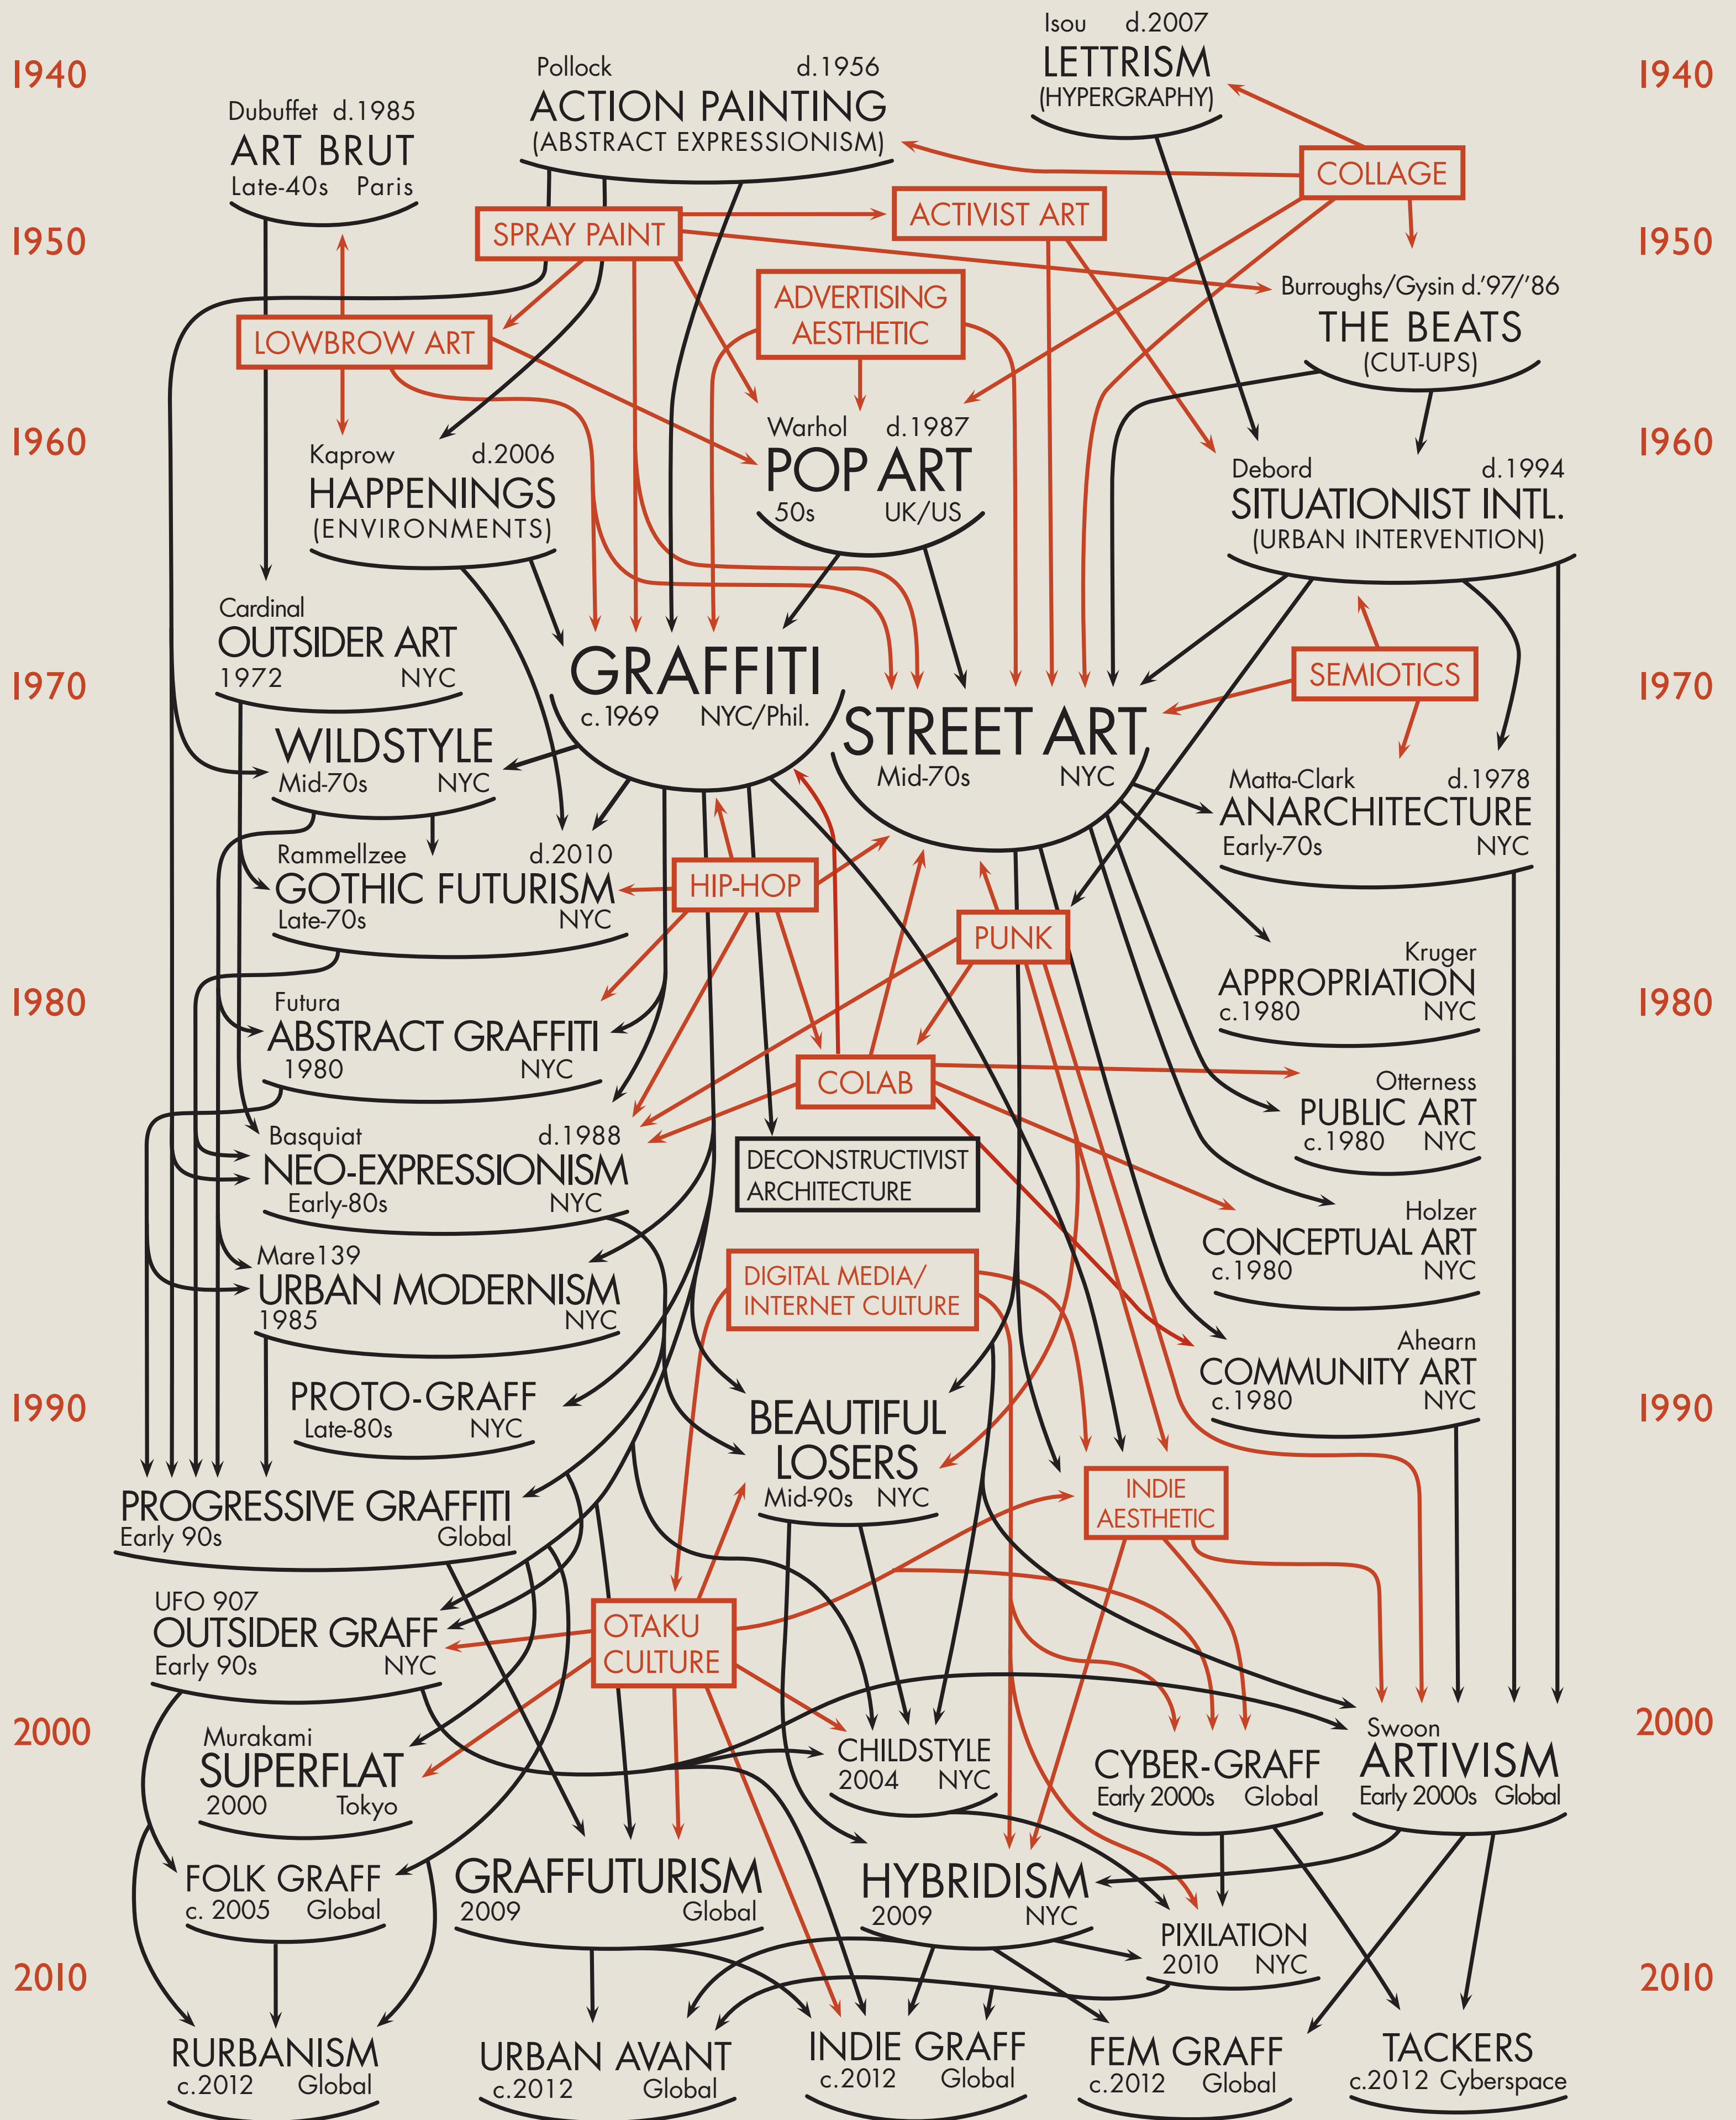 Isou d.2007
LETTRISM
(HYPERGRAPHY)
1940
1940
Pollock d.1956
ACTION PAINTING
(ABSTRACT EXPRESSIONISM)
Dubuffet d.1985
ART BRUT
Late-40s Paris
COLLAGE
SPRAY PAINT
ACTIVIST ART
1950
1950
Burroughs/Gysin d.'97/'86
THE BEATS
(CUT-UPS)
ADVERTISING
AESTHETIC
LOWBROW ART
1960
1960
Kaprow d.2006
HAPPENINGS
(ENVIRONMENTS)
Warhol d.1987
POP ART
50s UK/US
Debord d.1994
SITUATIONIST INTL.
(URBAN INTERVENTION)
Cardinal
OUTSIDER ART
1972 NYC
GRAFFITI
c.1969 NYC/Phil.
SEMIOTICS
1970
1970
STREET ART
Mid-70s NYC
WILDSTYLE
Mid-70s NYC
Matta-Clark d.1978
ANARCHITECTURE
Early-70s NYC
Rammellzee d.2010
GOTHIC FUTURISM
Late-70s NYC
HIP-HOP
PUNK
Kruger
APPROPRIATION
c.1980 NYC
1980
1980
Futura
ABSTRACT GRAFFITI
1980 NYC
COLAB
Otterness
PUBLIC ART
c.1980 NYC
Basquiat d.1988
NEO-EXPRESSIONISM
Early-80s NYC
DECONSTRUCTIVIST
ARCHITECTURE
Holzer
CONCEPTUAL ART
c.1980 NYC
Mare139
URBAN MODERNISM
1985 NYC
DIGITAL MEDIA/
INTERNET CULTURE
Ahearn
COMMUNITY ART
c.1980 NYC
1990
1990
PROTO-GRAFF
Late-80s NYC
BEAUTIFUL
LOSERS
Mid-90s NYC
INDIE
AESTHETIC
PROGRESSIVE GRAFFITI
Early 90s Global
UFO 907
OUTSIDER GRAFF
Early 90s NYC
OTAKU
CULTURE
2000
2000
Murakami
SUPERFLAT
2000 Tokyo
CHILDSTYLE
2004 NYC
CYBER-GRAFF
Early 2000s Global
Swoon
ARTIVISM
Early 2000s Global
FOLK GRAFF
c. 2005 Global
GRAFFUTURISM
2009 Global
HYBRIDISM
2009 NYC
PIXILATION
2010 NYC
2010
2010
RURBANISM
c.2012 Global
URBAN AVANT
c.2012 Global
INDIE GRAFF
c.2012 Global
FEM GRAFF
c.2012 Global
TACKERS
c.2012 Cyberspace